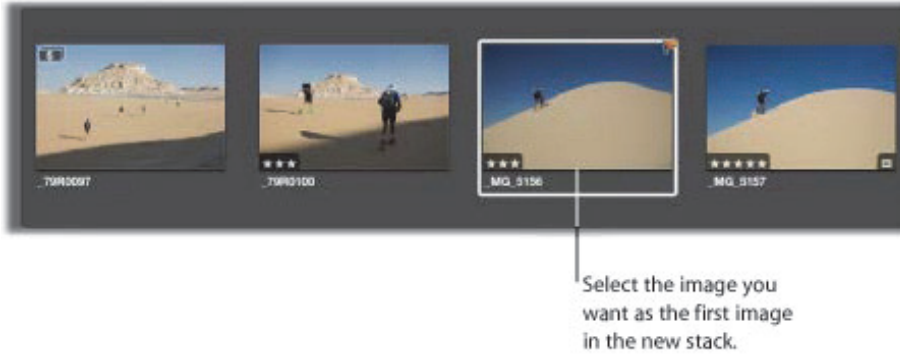 _79R0097
_79R0100
_MG_5156
_MG_5157
Select the image you
want as the first image
in the new stack.